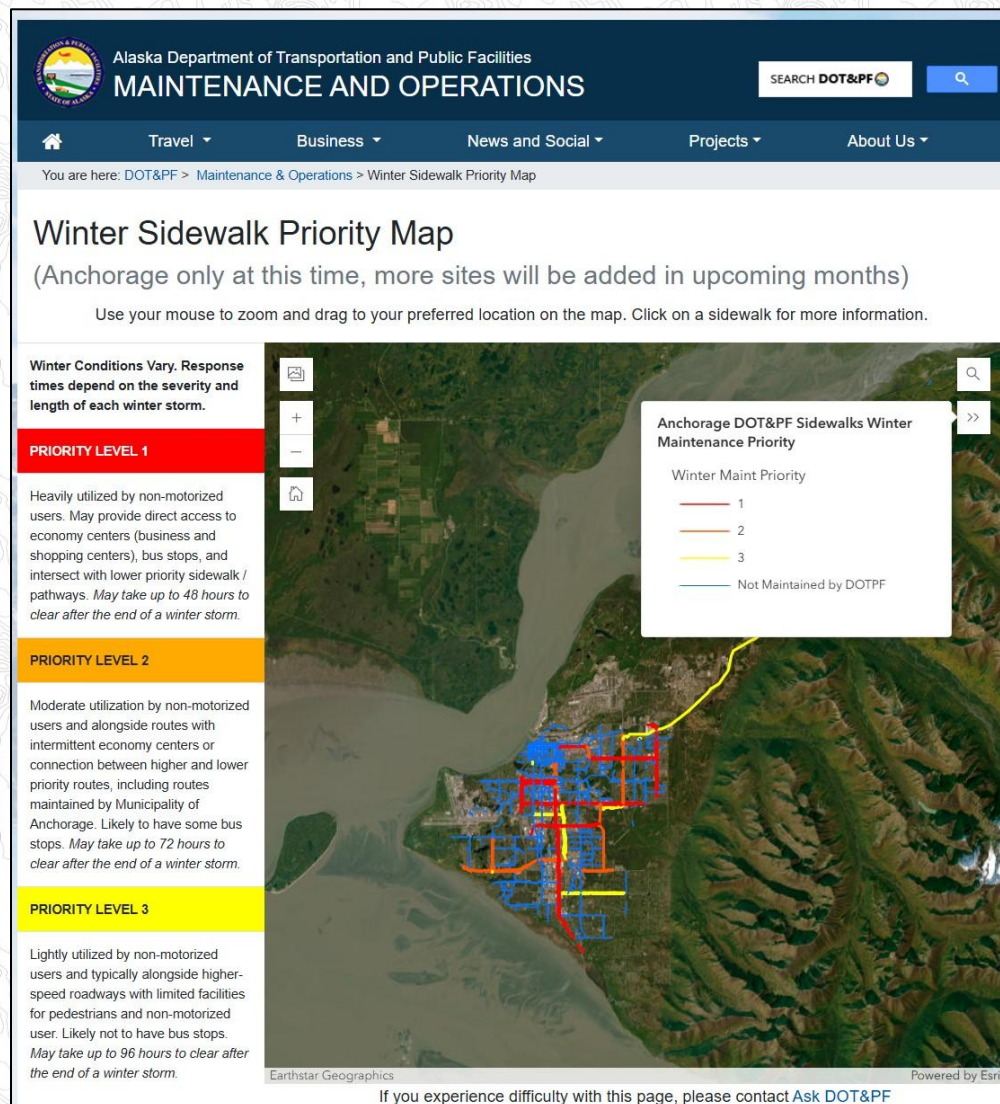 Alaska Department of Transportation and Public Facilities
MAINTENANCE AND OPERATIONS
SEARCH DOT&PF
Travel
Business
News and Social
Projects
About Us
You are here: DOT&PF > Maintenance & Operations > Winter Sidewalk Priority Map
Winter Sidewalk Priority Map
(Anchorage only at this time, more sites will be added in upcoming months)
Use your mouse to zoom and drag to your preferred location on the map. Click on a sidewalk for more information.
Winter Conditions Vary. Response
times depend on the severity and
length of each winter storm.
PRIORITY LEVEL 1
Heavily utilized by non-motorized
users. May provide direct access to
economy centers (business and
shopping centers), bus stops, and
intersect with lower priority sidewalk /
pathways. May take up to 48 hours to
clear after the end of a winter storm.
PRIORITY LEVEL 2
Moderate utilization by non-motorized
users and alongside routes with
intermittent economy centers or
connection between higher and lower
priority routes, including routes
maintained by Municipality of
Anchorage. Likely to have some bus
stops. May take up to 72 hours to
clear after the end of a winter storm.
PRIORITY LEVEL 3
Lightly utilized by non-motorized
users and typically alongside higher-
speed roadways with limited facilities
for pedestrians and non-motorized
user. Likely not to have bus stops.
May take up to 96 hours to clear after
the end of a winter storm.
Anchorage DOT&PF Sidewalks Winter
Maintenance Priority
Winter Maint Priority
1
2
3
Not Maintained by DOTPF
Earthstar Geographics
Powered by Esri
If you experience difficulty with this page, please contact Ask DOT&PF